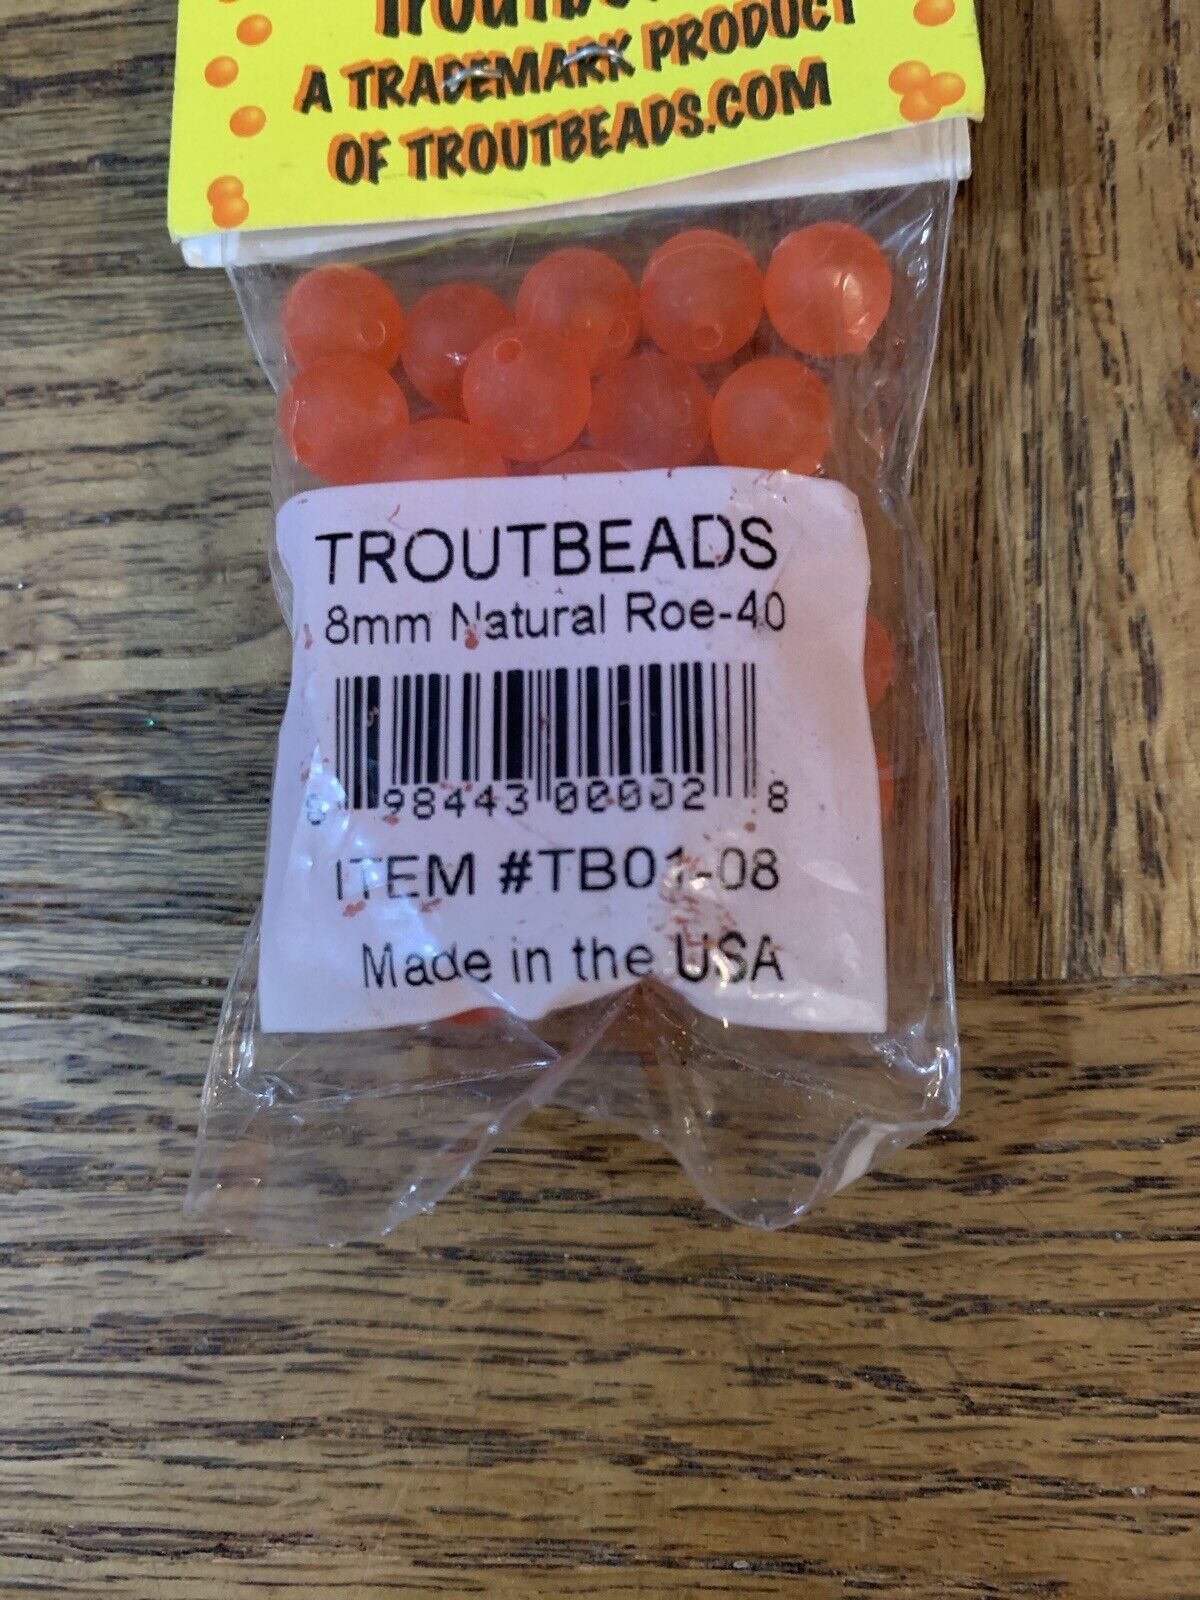 A TRADEMARK PRODUCT
OF TROUTBEADS.COM
TROUTBEADS
8mm Natural Roe-40
8 98443 00002 8
ITEM #TB01-08
Made in the USA